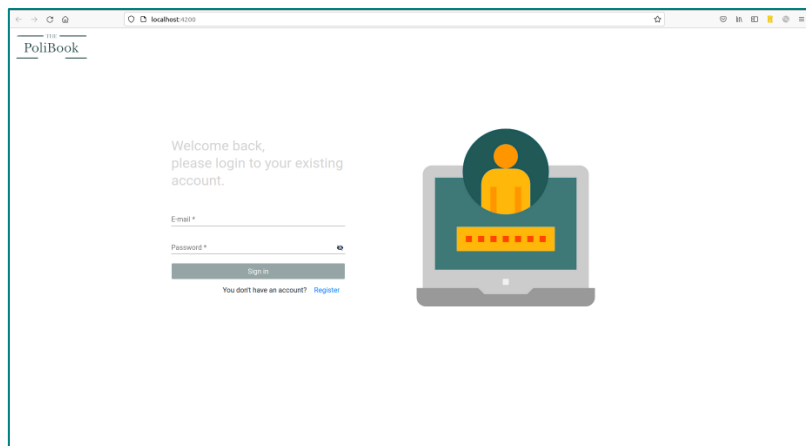 localhost:4200
THE
PoliBook
Welcome back,
please login to your existing
account.
E-mail *
Password *
Sign in
You don't have an account? Register